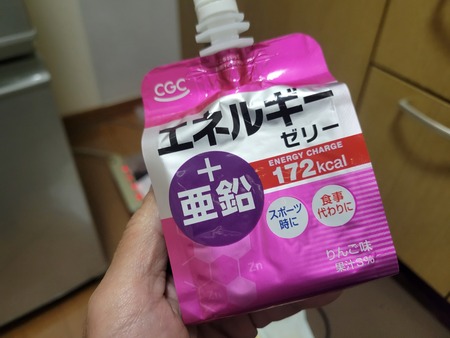 CGC
エネルギー
ゼリー
ENERGY CHARGE
172kcal
+
亜鉛
スポーツ
時に
食事
代わりに
Zn
りんご味
果汁3%